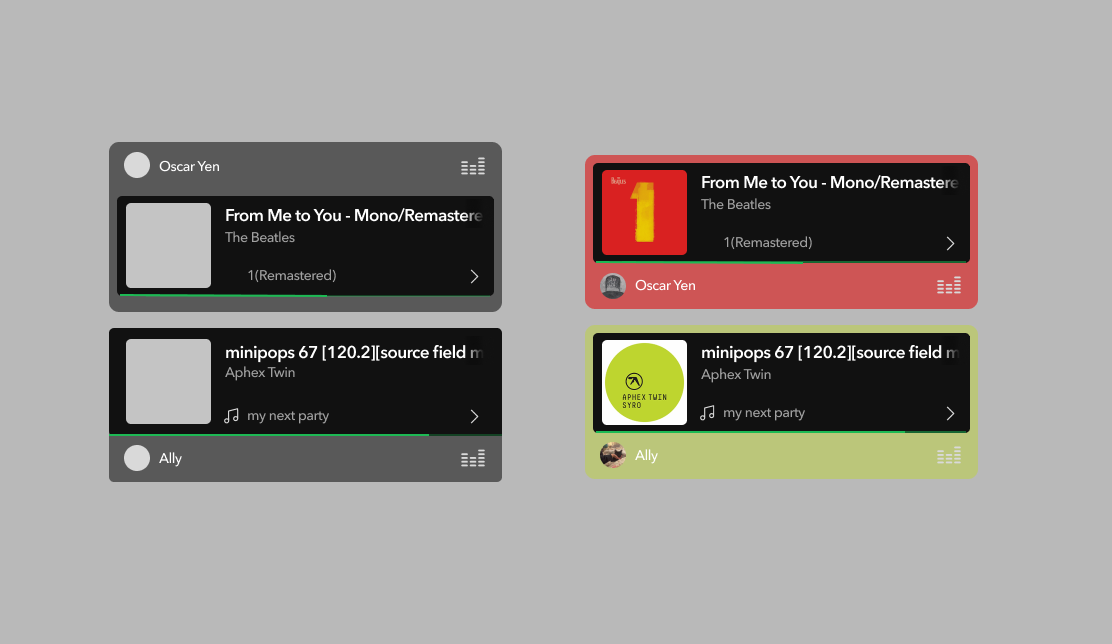 Oscar Yen
From Me to You - Mono/Remastere
The Beatles
1(Remastered)
minipops 67 [120.2][source field m
Aphex Twin
my next party
Ally
From Me to You - Mono/Remastere
The Beatles
1(Remastered)
Oscar Yen
minipops 67 [120.2][source field m
Aphex Twin
my next party
APHEX TWIN
SYRO
Ally